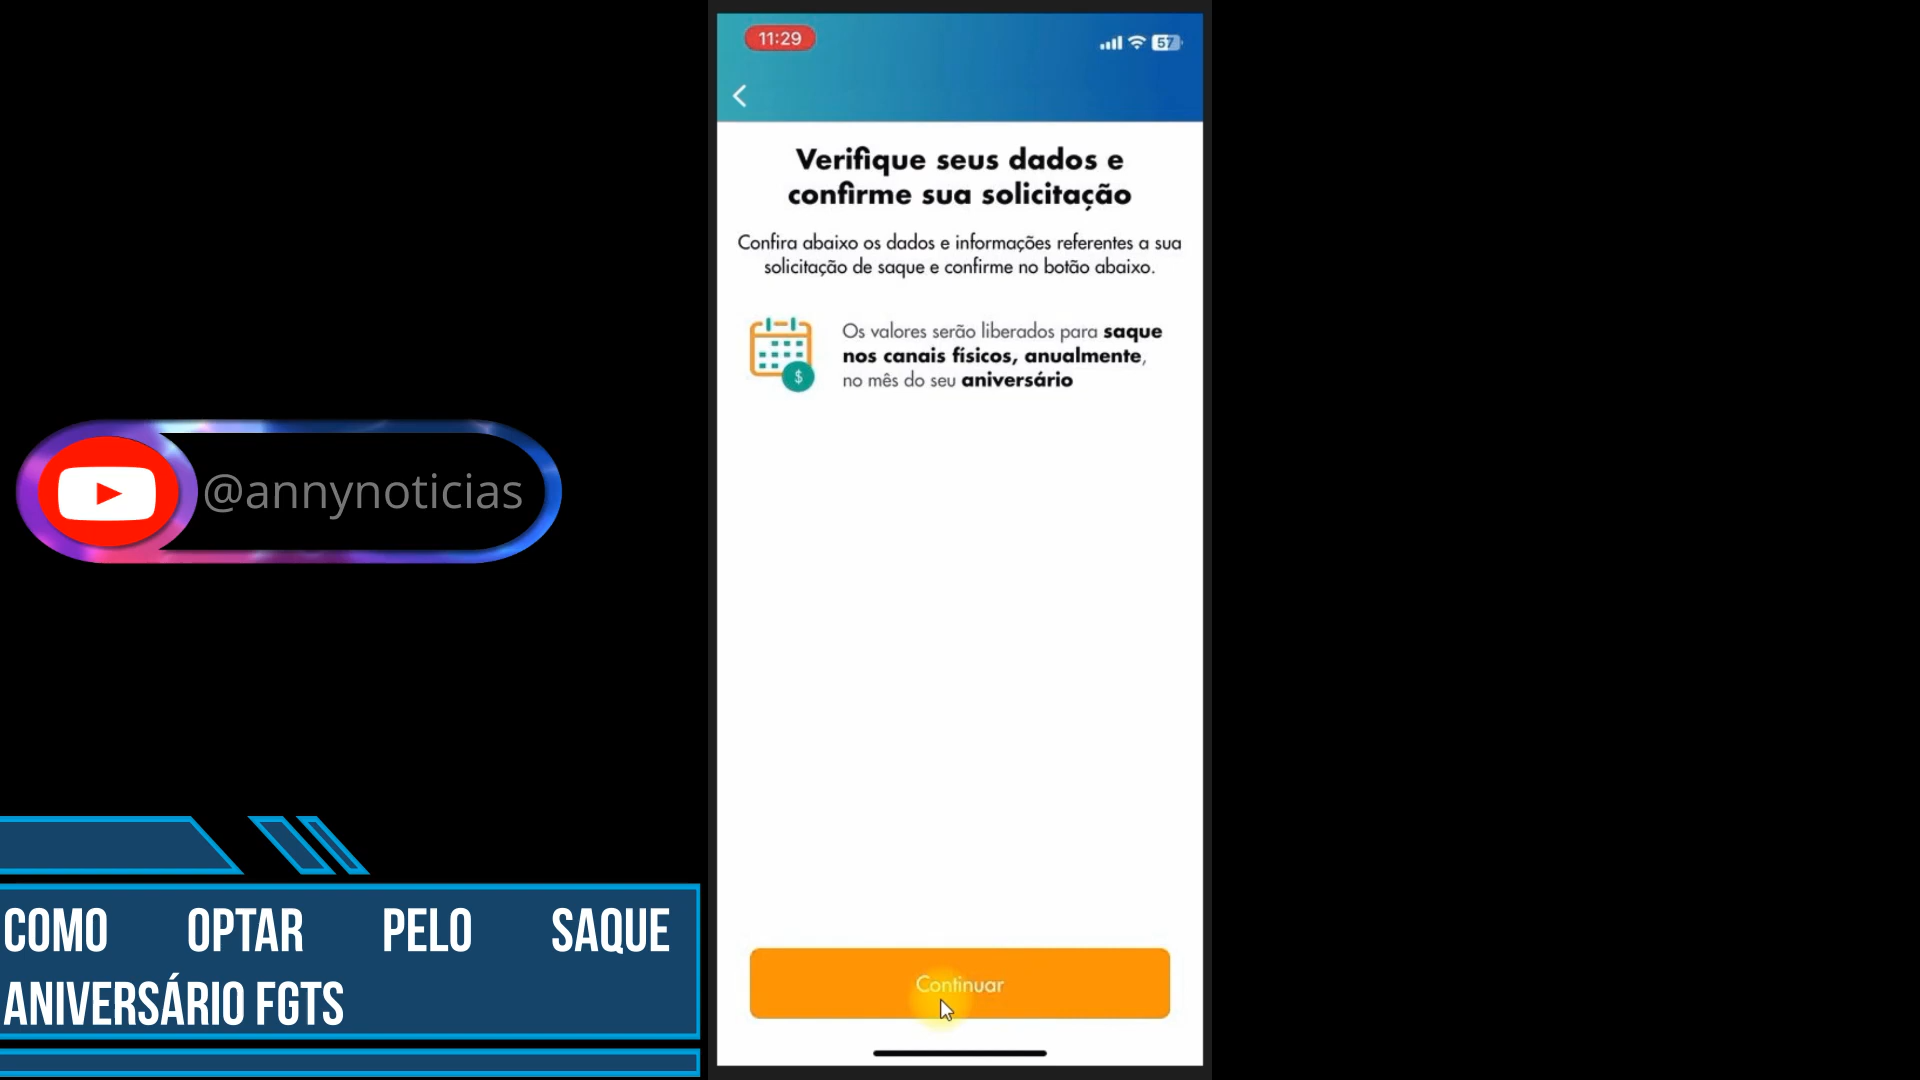 11:29
57
Verifique seus dados e
confirme sua solicitação
Confira abaixo os dados e informações referentes a sua
solicitação de saque e confirme no botão abaixo.
Os valores serão liberados para saque
nos canais físicos, anualmente,
no mês do seu aniversário
$
@annynoticias
COMO OPTAR PELO SAQUE
ANIVERSÁRIO FGTS
Continuar